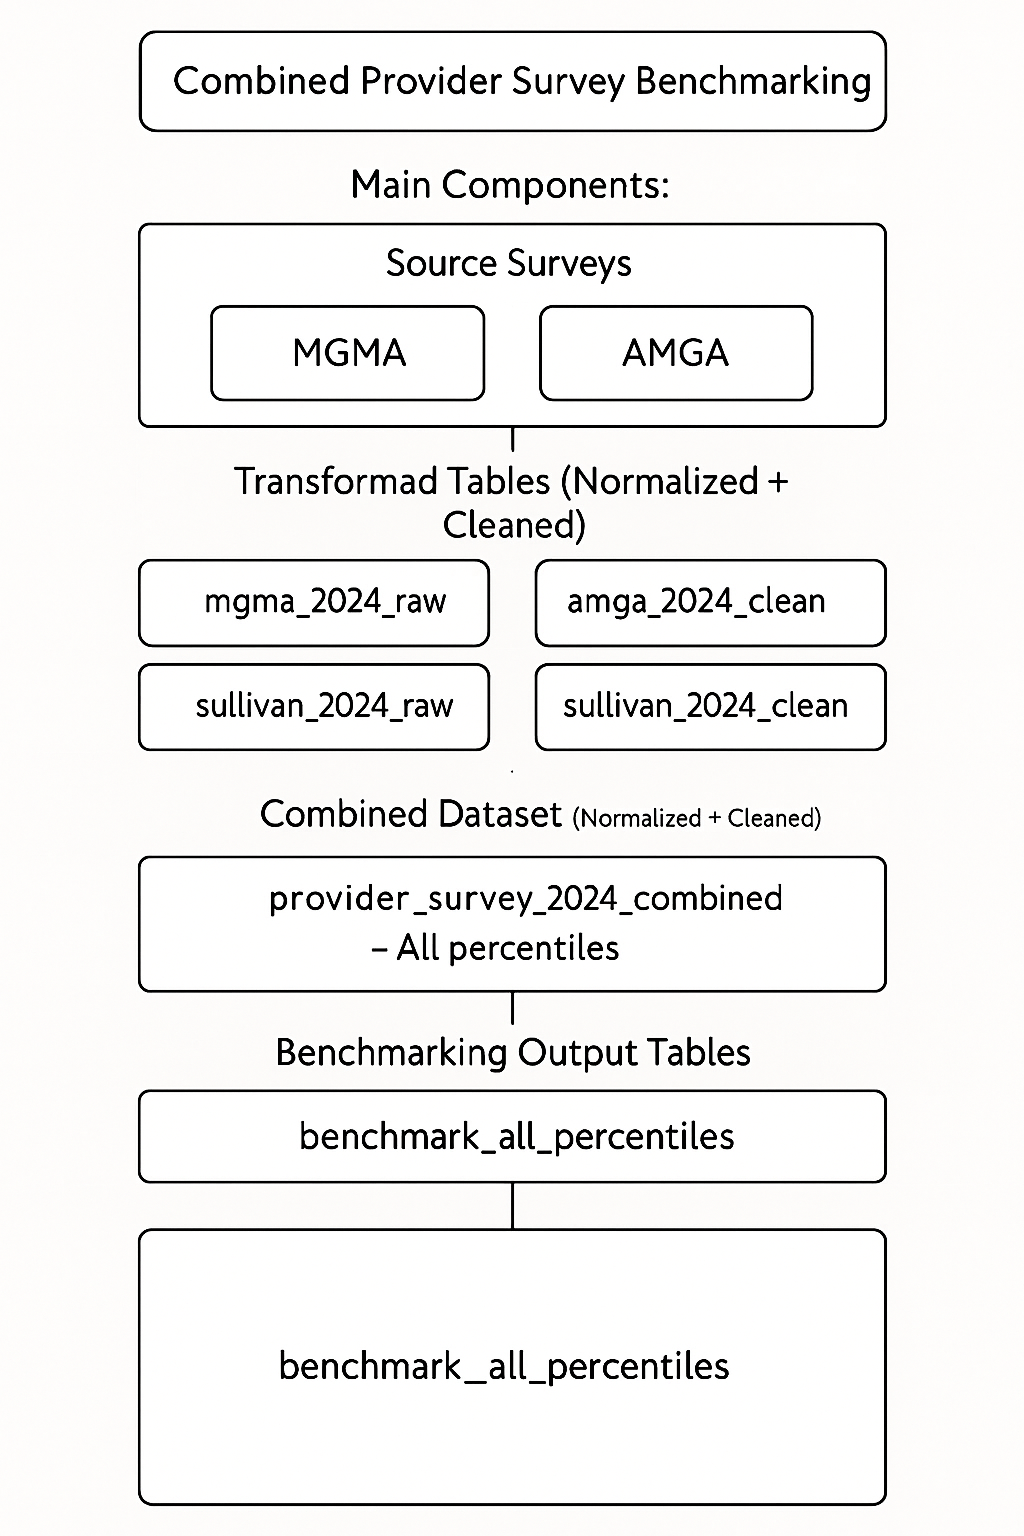 Combined Provider Survey Benchmarking
Main Components:
Source Surveys
MGMA
AMGA
Transformad Tables (Normalized +
Cleaned)
mgma_2024_raw
amga_2024_clean
sullivan_2024_raw
sullivan_2024_clean
Combined Dataset (Normalized + Cleaned)
provider_survey_2024_combined
– All percentiles
Benchmarking Output Tables
benchmark_all_percentiles
benchmark_all_percentiles